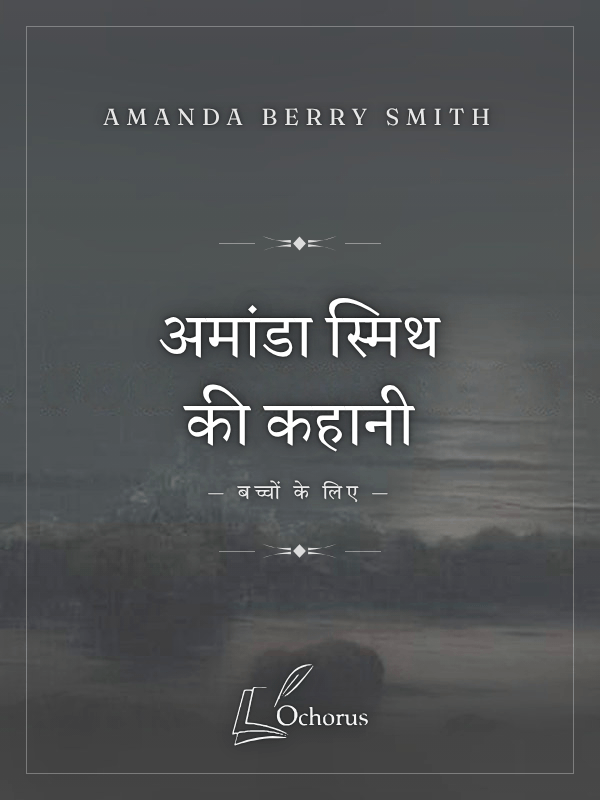 AMANDA BERRY SMITH
अमांडा स्मिथ
की कहानी
— बच्चों के लिए —
Ochorus